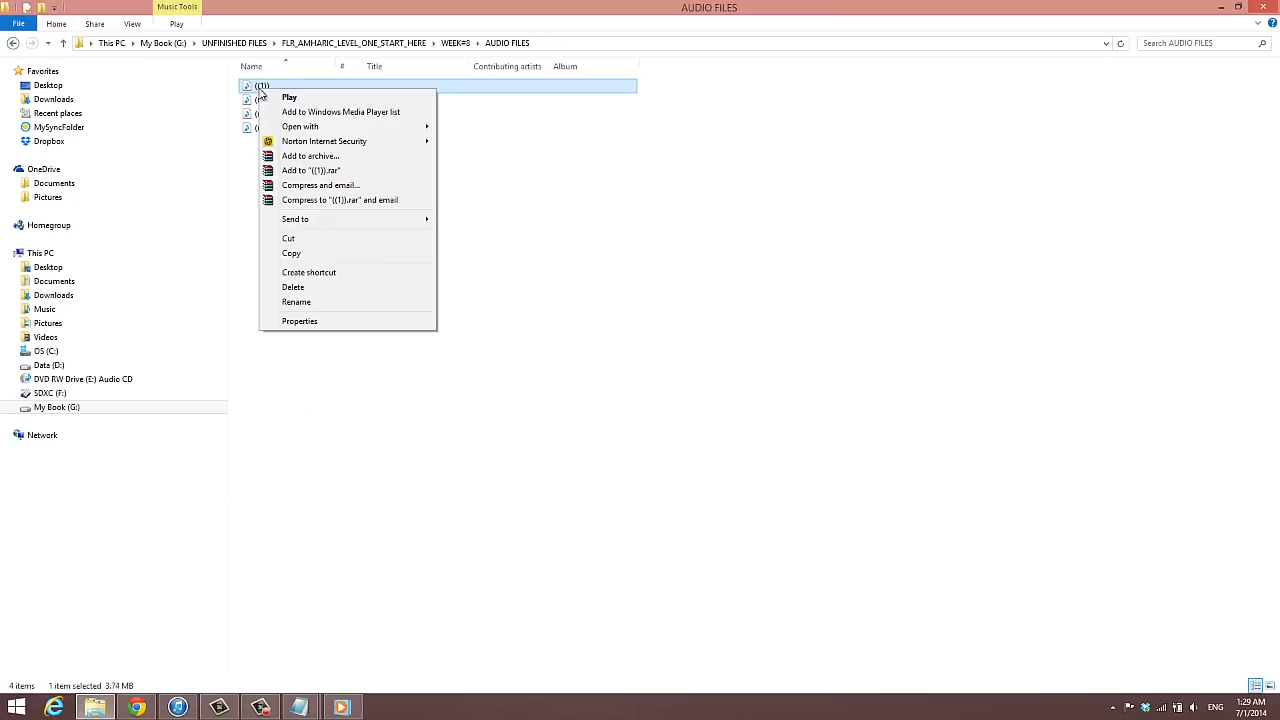 Music Tools
AUDIO FILES
File Home Share View Play
This PC My Book (G:) UNFINISHED FILES FLR_AMHARIC_LEVEL_ONE_START_HERE WEEK#8 AUDIO FILES
Search AUDIO FILES
Name # Title Contributing artists Album
Favorites
Desktop
Downloads
Recent places
MySyncFolder
Dropbox
OneDrive
Documents
Pictures
Homegroup
This PC
Desktop
Documents
Downloads
Music
Pictures
Videos
OS (C:)
Data (D:)
DVD RW Drive (E:) Audio CD
SDXC (F:)
My Book (G:)
Network
((1))
Play
Add to Windows Media Player list
Open with
Norton Internet Security
Add to archive...
Add to "((1)).rar"
Compress and email...
Compress to "((1)).rar" and email
Send to
Cut
Copy
Create shortcut
Delete
Rename
Properties
4 items 1 item selected 3.74 MB
ENG
1:29 AM
7/1/2014